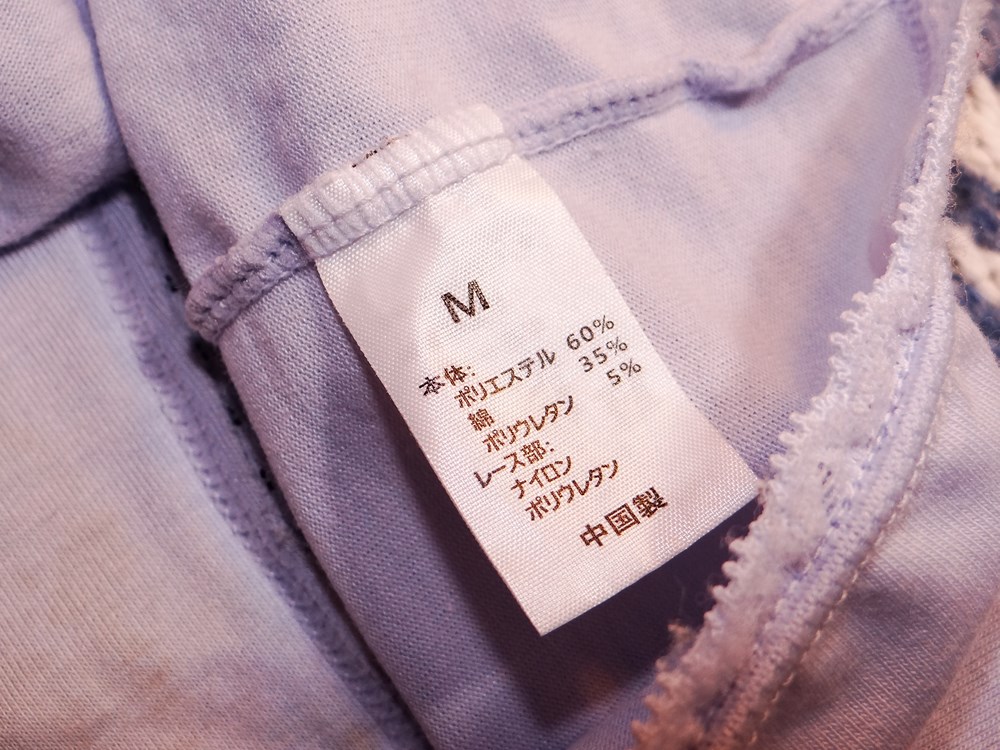 M
本体:
ポリエステル 60%
綿 35%
ポリウレタン 5%
レース部:
ナイロン
ポリウレタン
中国製